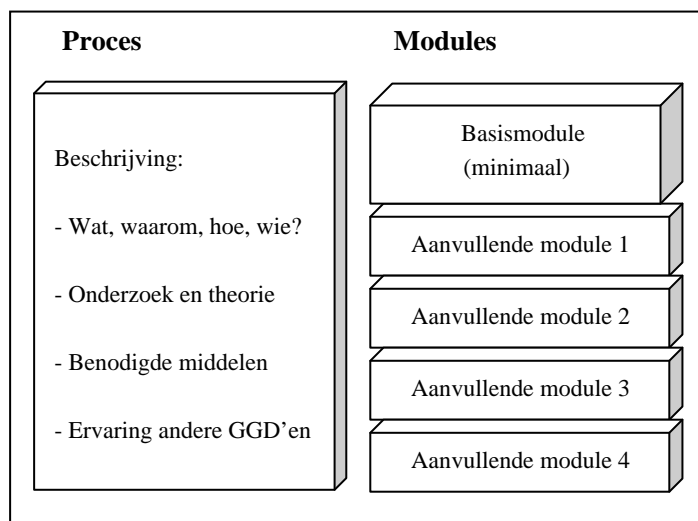 Proces
Beschrijving:
- Wat, waarom, hoe, wie?
- Onderzoek en theorie
- Benodigde middelen
- Ervaring andere GGD’en
Modules
Basismodule
(minimaal)
Aanvullende module 1
Aanvullende module 2
Aanvullende module 3
Aanvullende module 4